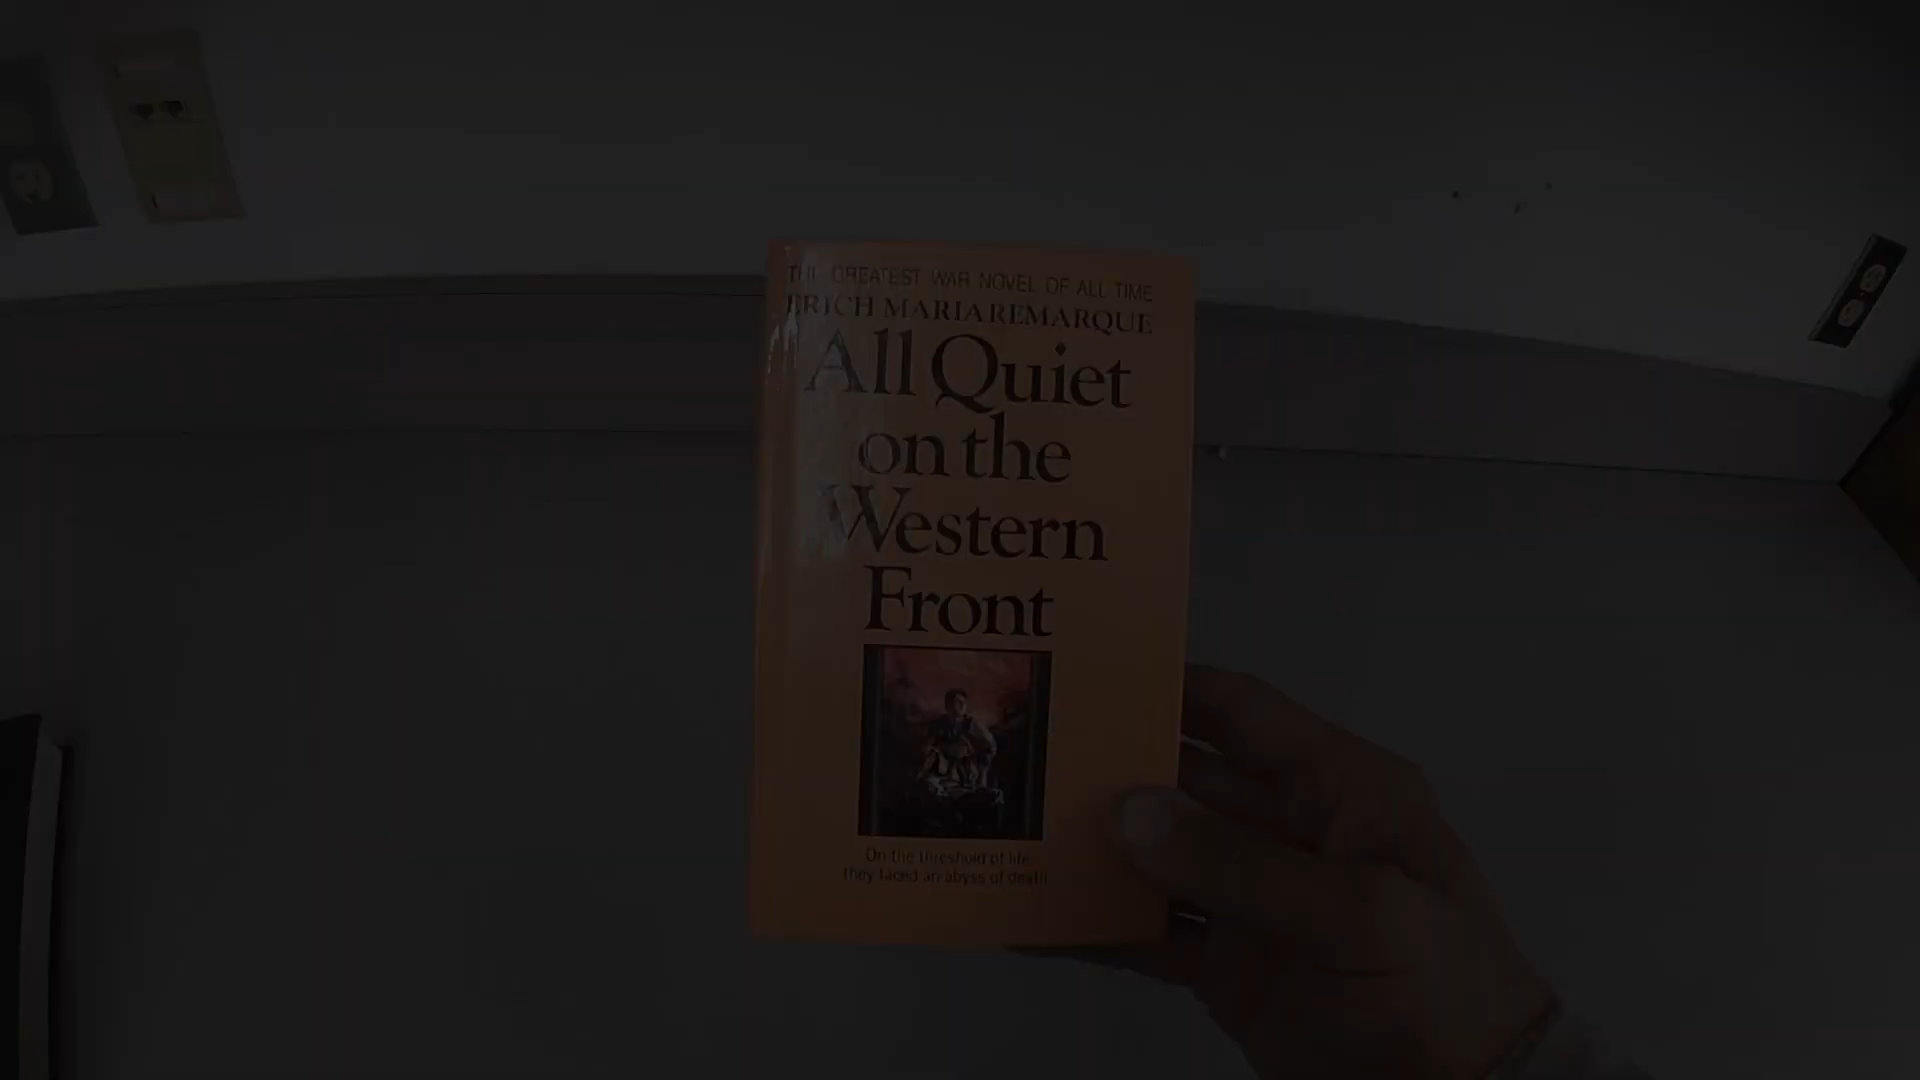 THE GREATEST WAR NOVEL OF ALL TIME
ERICH MARIA REMARQUE
All Quiet
on the
Western
Front
On the threshold of life,
they faced an abyss of death